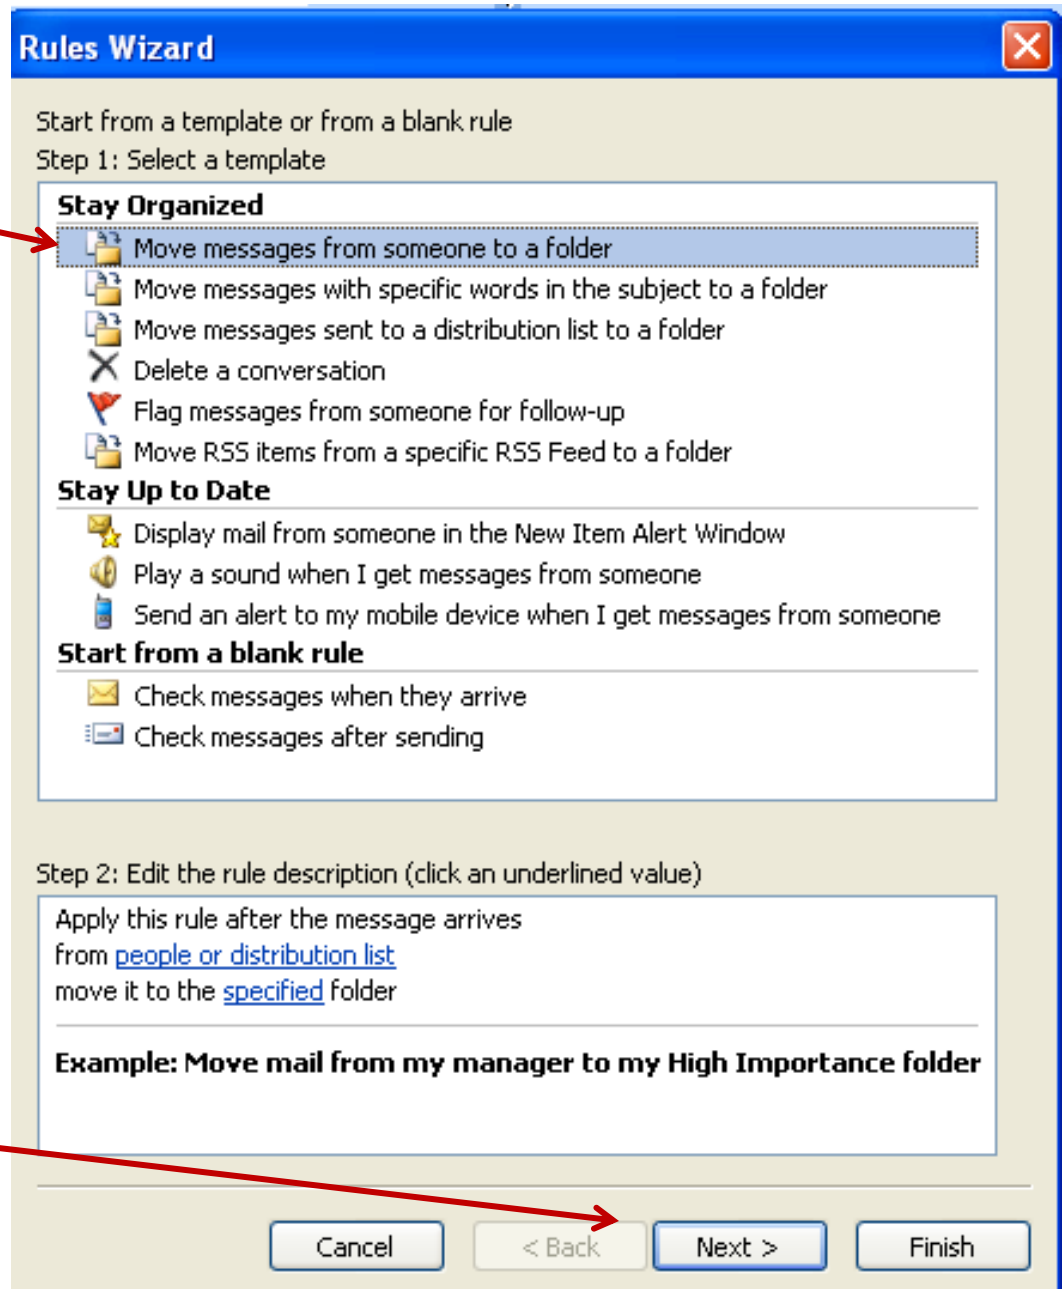 Rules Wizard
Start from a template or from a blank rule
Step 1: Select a template
Stay Organized
Move messages from someone to a folder
Move messages with specific words in the subject to a folder
Move messages sent to a distribution list to a folder
Delete a conversation
Flag messages from someone for follow-up
Move RSS items from a specific RSS Feed to a folder
Stay Up to Date
Display mail from someone in the New Item Alert Window
Play a sound when I get messages from someone
Send an alert to my mobile device when I get messages from someone
Start from a blank rule
Check messages when they arrive
Check messages after sending
Step 2: Edit the rule description (click an underlined value)
Apply this rule after the message arrives
from people or distribution list
move it to the specified folder
Example: Move mail from my manager to my High Importance folder
Cancel < Back Next > Finish